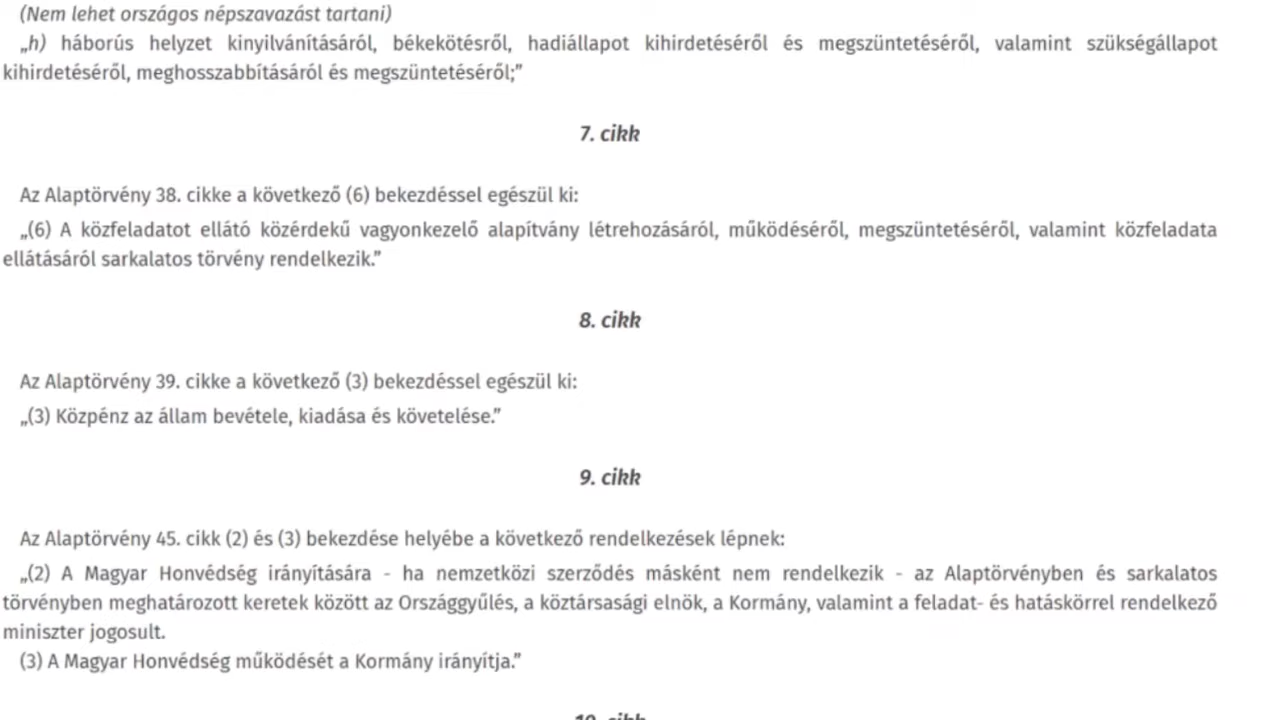 (Nem lehet országos népszavazást tartani)
„h) háborús helyzet kinyilvánításáról, békekötésről, hadiállapot kihirdetéséről és megszüntetéséről, valamint szükségállapot
kihirdetéséről, meghosszabbításáról és megszüntetéséről;”
7. cikk
Az Alaptörvény 38. cikke a következő (6) bekezdéssel egészül ki:
„(6) A közfeladatot ellátó közérdekű vagyonkezelő alapítvány létrehozásáról, működéséről, megszüntetéséről, valamint közfeladata
ellátásáról sarkalatos törvény rendelkezik.”
8. cikk
Az Alaptörvény 39. cikke a következő (3) bekezdéssel egészül ki:
„(3) Közpénz az állam bevétele, kiadása és követelése.”
9. cikk
Az Alaptörvény 45. cikk (2) és (3) bekezdése helyébe a következő rendelkezések lépnek:
„(2) A Magyar Honvédség irányítására - ha nemzetközi szerződés másként nem rendelkezik - az Alaptörvényben és sarkalatos
törvényben meghatározott keretek között az Országgyűlés, a köztársasági elnök, a Kormány, valamint a feladat- és hatáskörrel rendelkező
miniszter jogosult.
(3) A Magyar Honvédség működését a Kormány irányítja.”
10. cikk